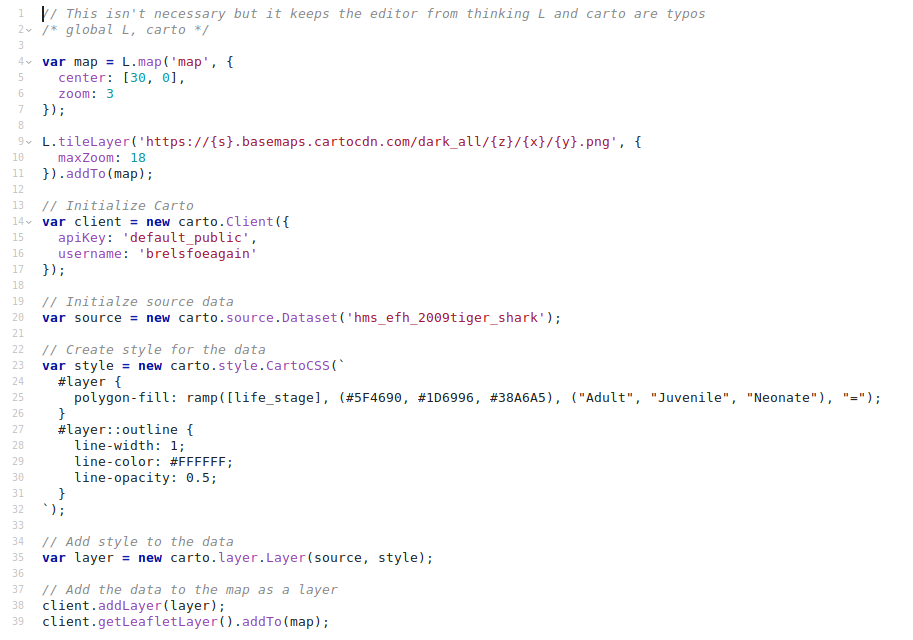 1 // This isn't necessary but it keeps the editor from thinking L and carto are typos
2 /* global L, carto */
3
4 var map = L.map('map', {
5   center: [30, 0],
6   zoom: 3
7 });
8
9 L.tileLayer('https://{s}.basemaps.cartocdn.com/dark_all/{z}/{x}/{y}.png', {
10   maxZoom: 18
11 }).addTo(map);
12
13 // Initialize Carto
14 var client = new carto.Client({
15   apiKey: 'default_public',
16   username: 'brelsfoeagain'
17 });
18
19 // Initialze source data
20 var source = new carto.source.Dataset('hms_efh_2009tiger_shark');
21
22 // Create style for the data
23 var style = new carto.style.CartoCSS(`
24   #layer {
25     polygon-fill: ramp([life_stage], (#5F4690, #1D6996, #38A6A5), ("Adult", "Juvenile", "Neonate"), "=");
26   }
27   #layer::outline {
28     line-width: 1;
29     line-color: #FFFFFF;
30     line-opacity: 0.5;
31   }
32 `);
33
34 // Add style to the data
35 var layer = new carto.layer.Layer(source, style);
36
37 // Add the data to the map as a layer
38 client.addLayer(layer);
39 client.getLeafletLayer().addTo(map);